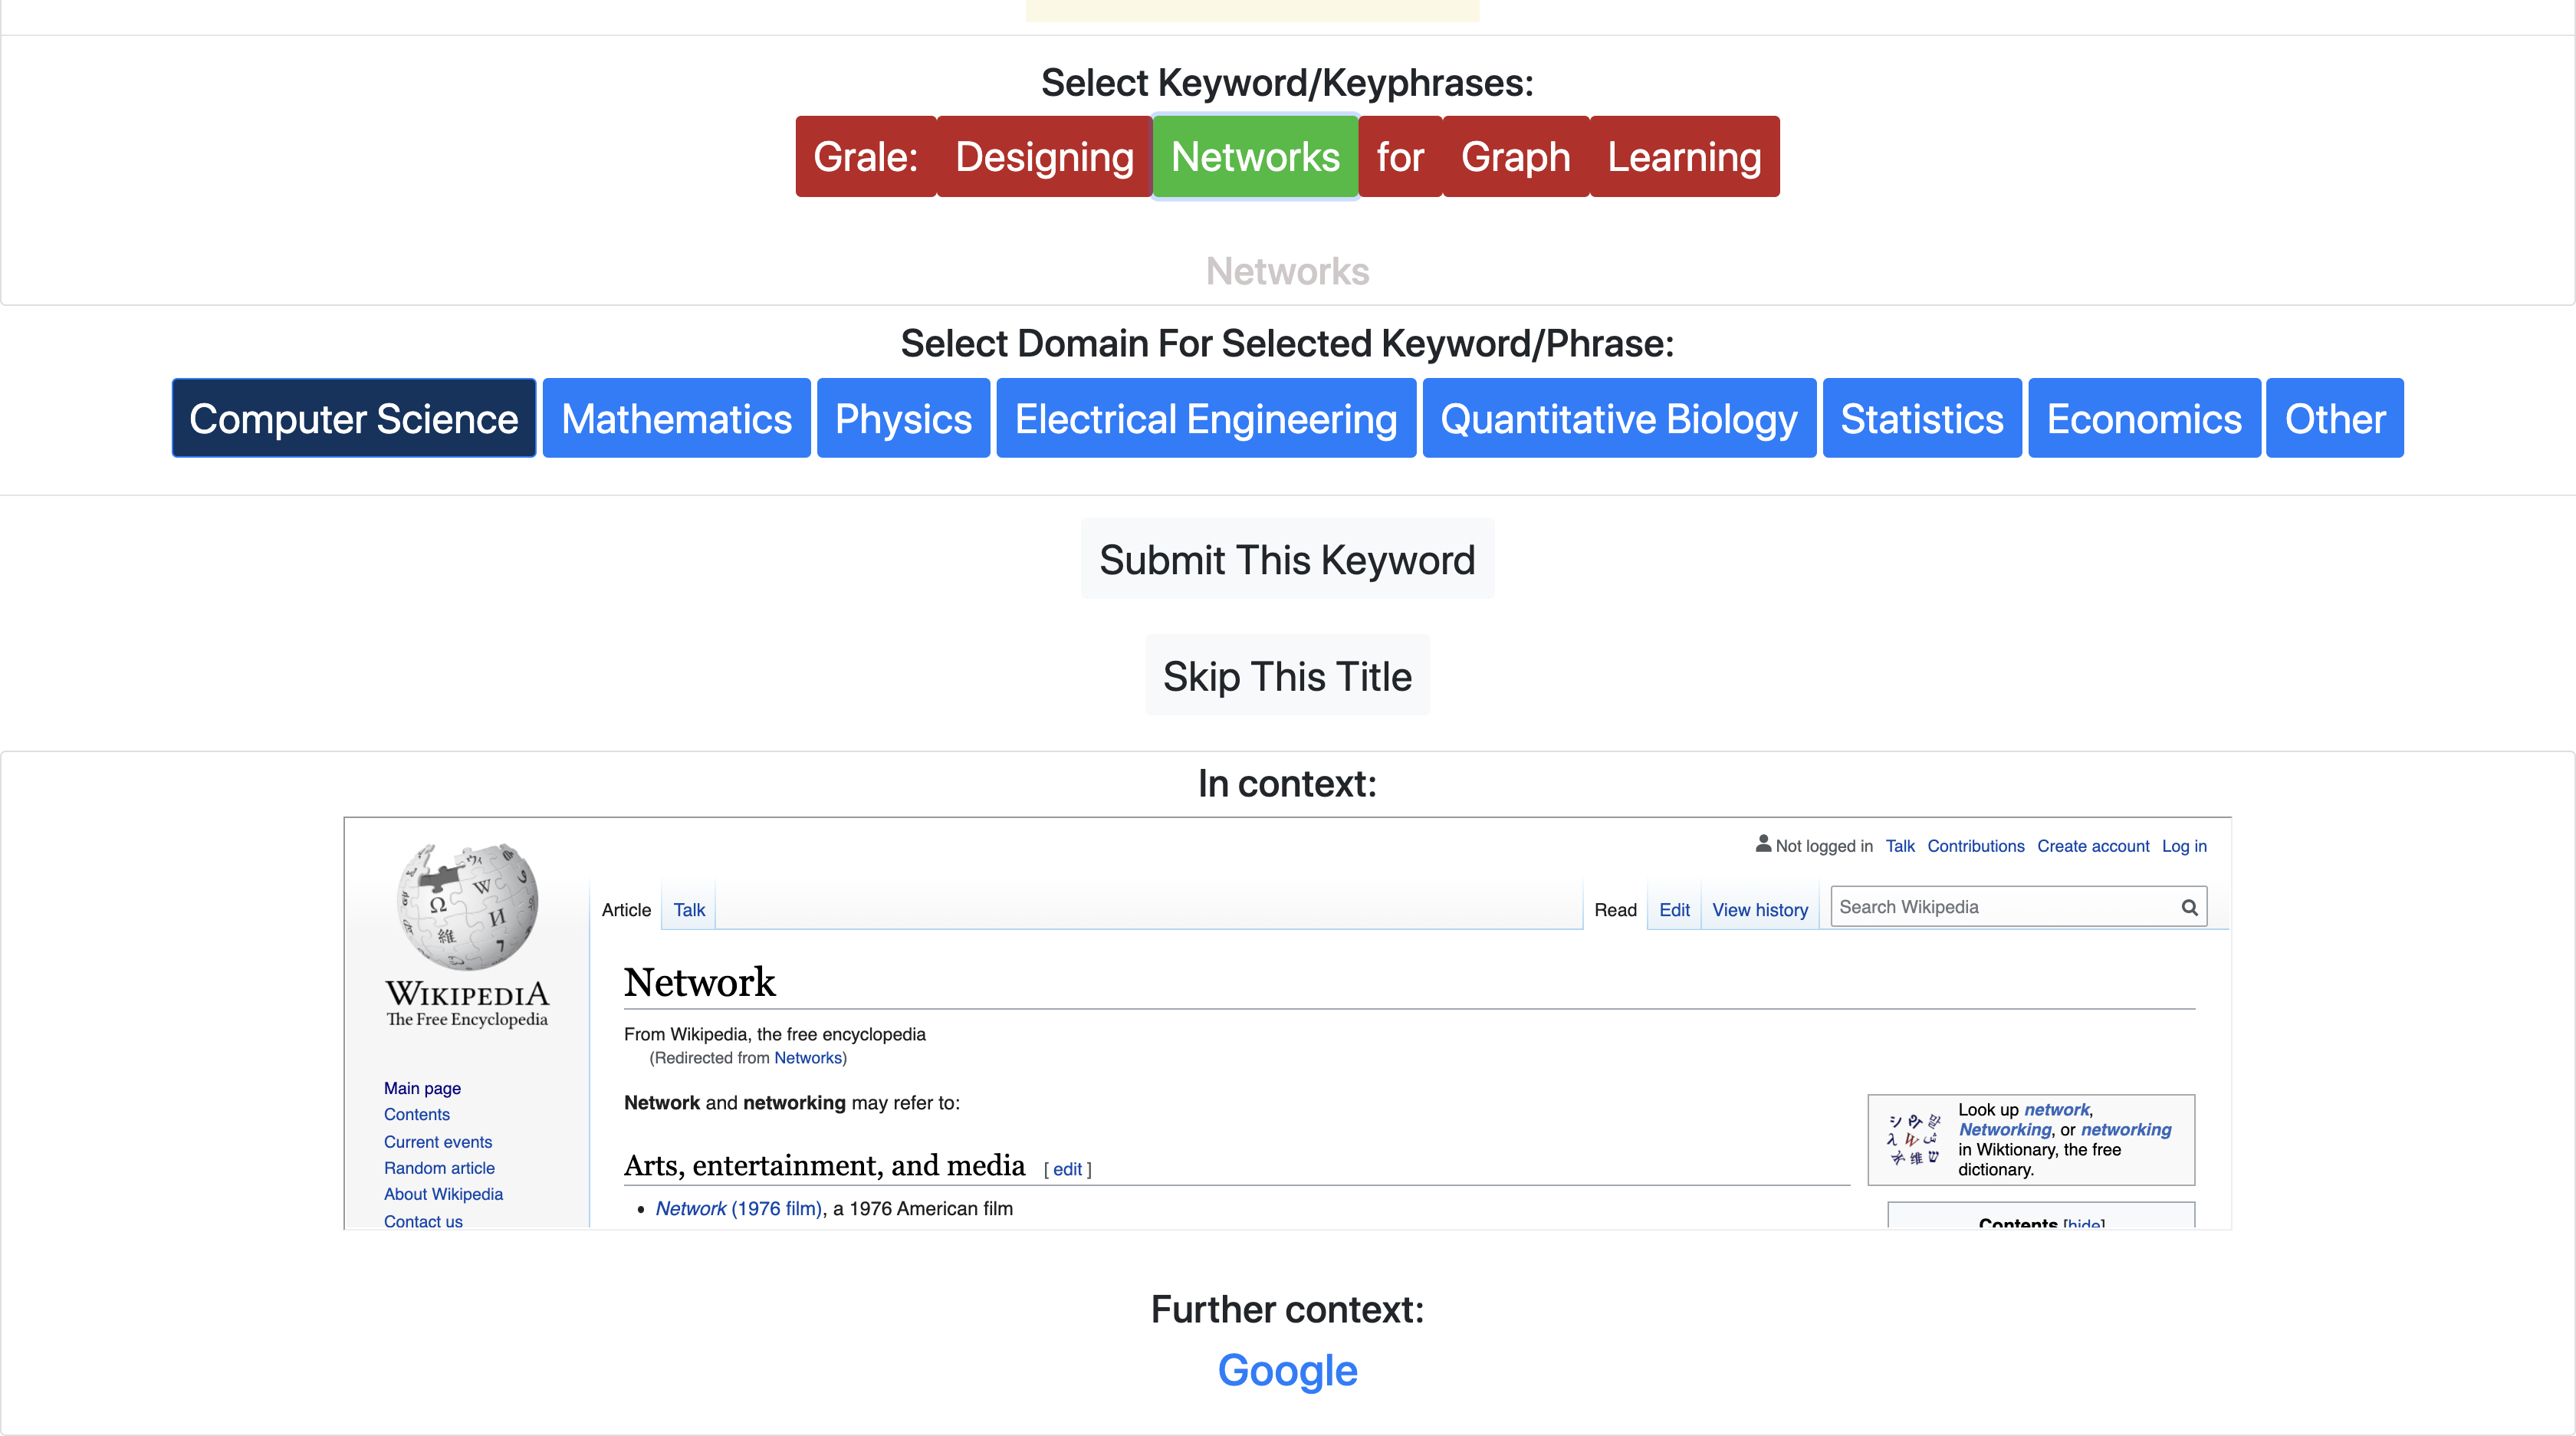 Select Keyword/Keyphrases:
Grale: Designing Networks for Graph Learning
Networks
Select Domain For Selected Keyword/Phrase:
Computer Science Mathematics Physics Electrical Engineering Quantitative Biology Statistics Economics Other
Submit This Keyword
Skip This Title
In context:
Not logged in Talk Contributions Create account Log in
Article Talk Read Edit View history Search Wikipedia
WIKIPEDIA
The Free Encyclopedia
Main page
Contents
Current events
Random article
About Wikipedia
Contact us
Network
From Wikipedia, the free encyclopedia
(Redirected from Networks)
Network and networking may refer to:
Look up network,
Networking, or networking
in Wiktionary, the free
dictionary.
Arts, entertainment, and media [ edit ]
• Network (1976 film), a 1976 American film
Contents [hide]
Further context:
Google